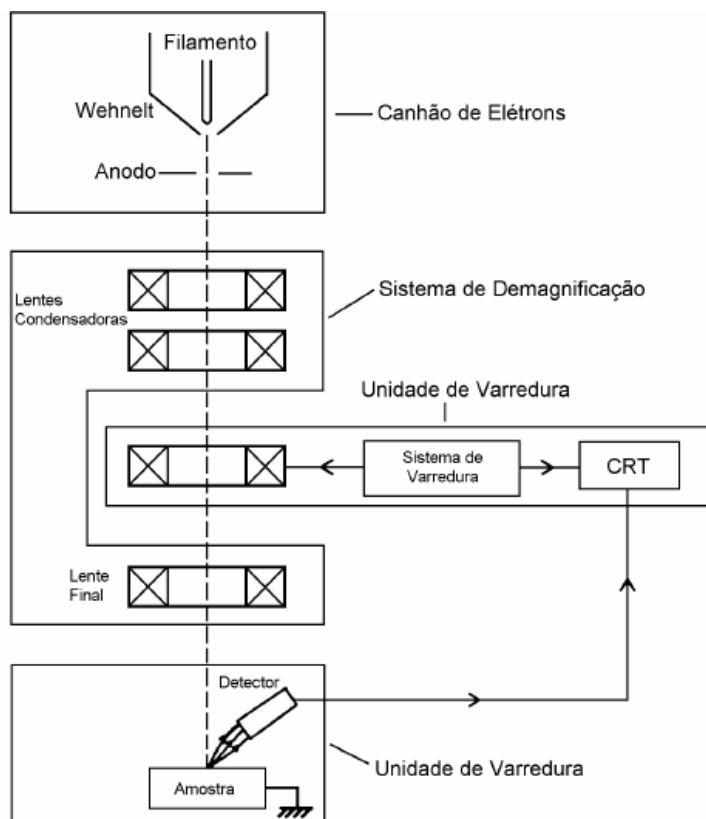 Filamento
Wehnelt
Canhão de Elétrons
Anodo
Lentes
Condensadoras
Sistema de Demagnificação
Unidade de Varredura
Sistema de
Varredura
CRT
Lente
Final
Detector
Unidade de Varredura
Amostra